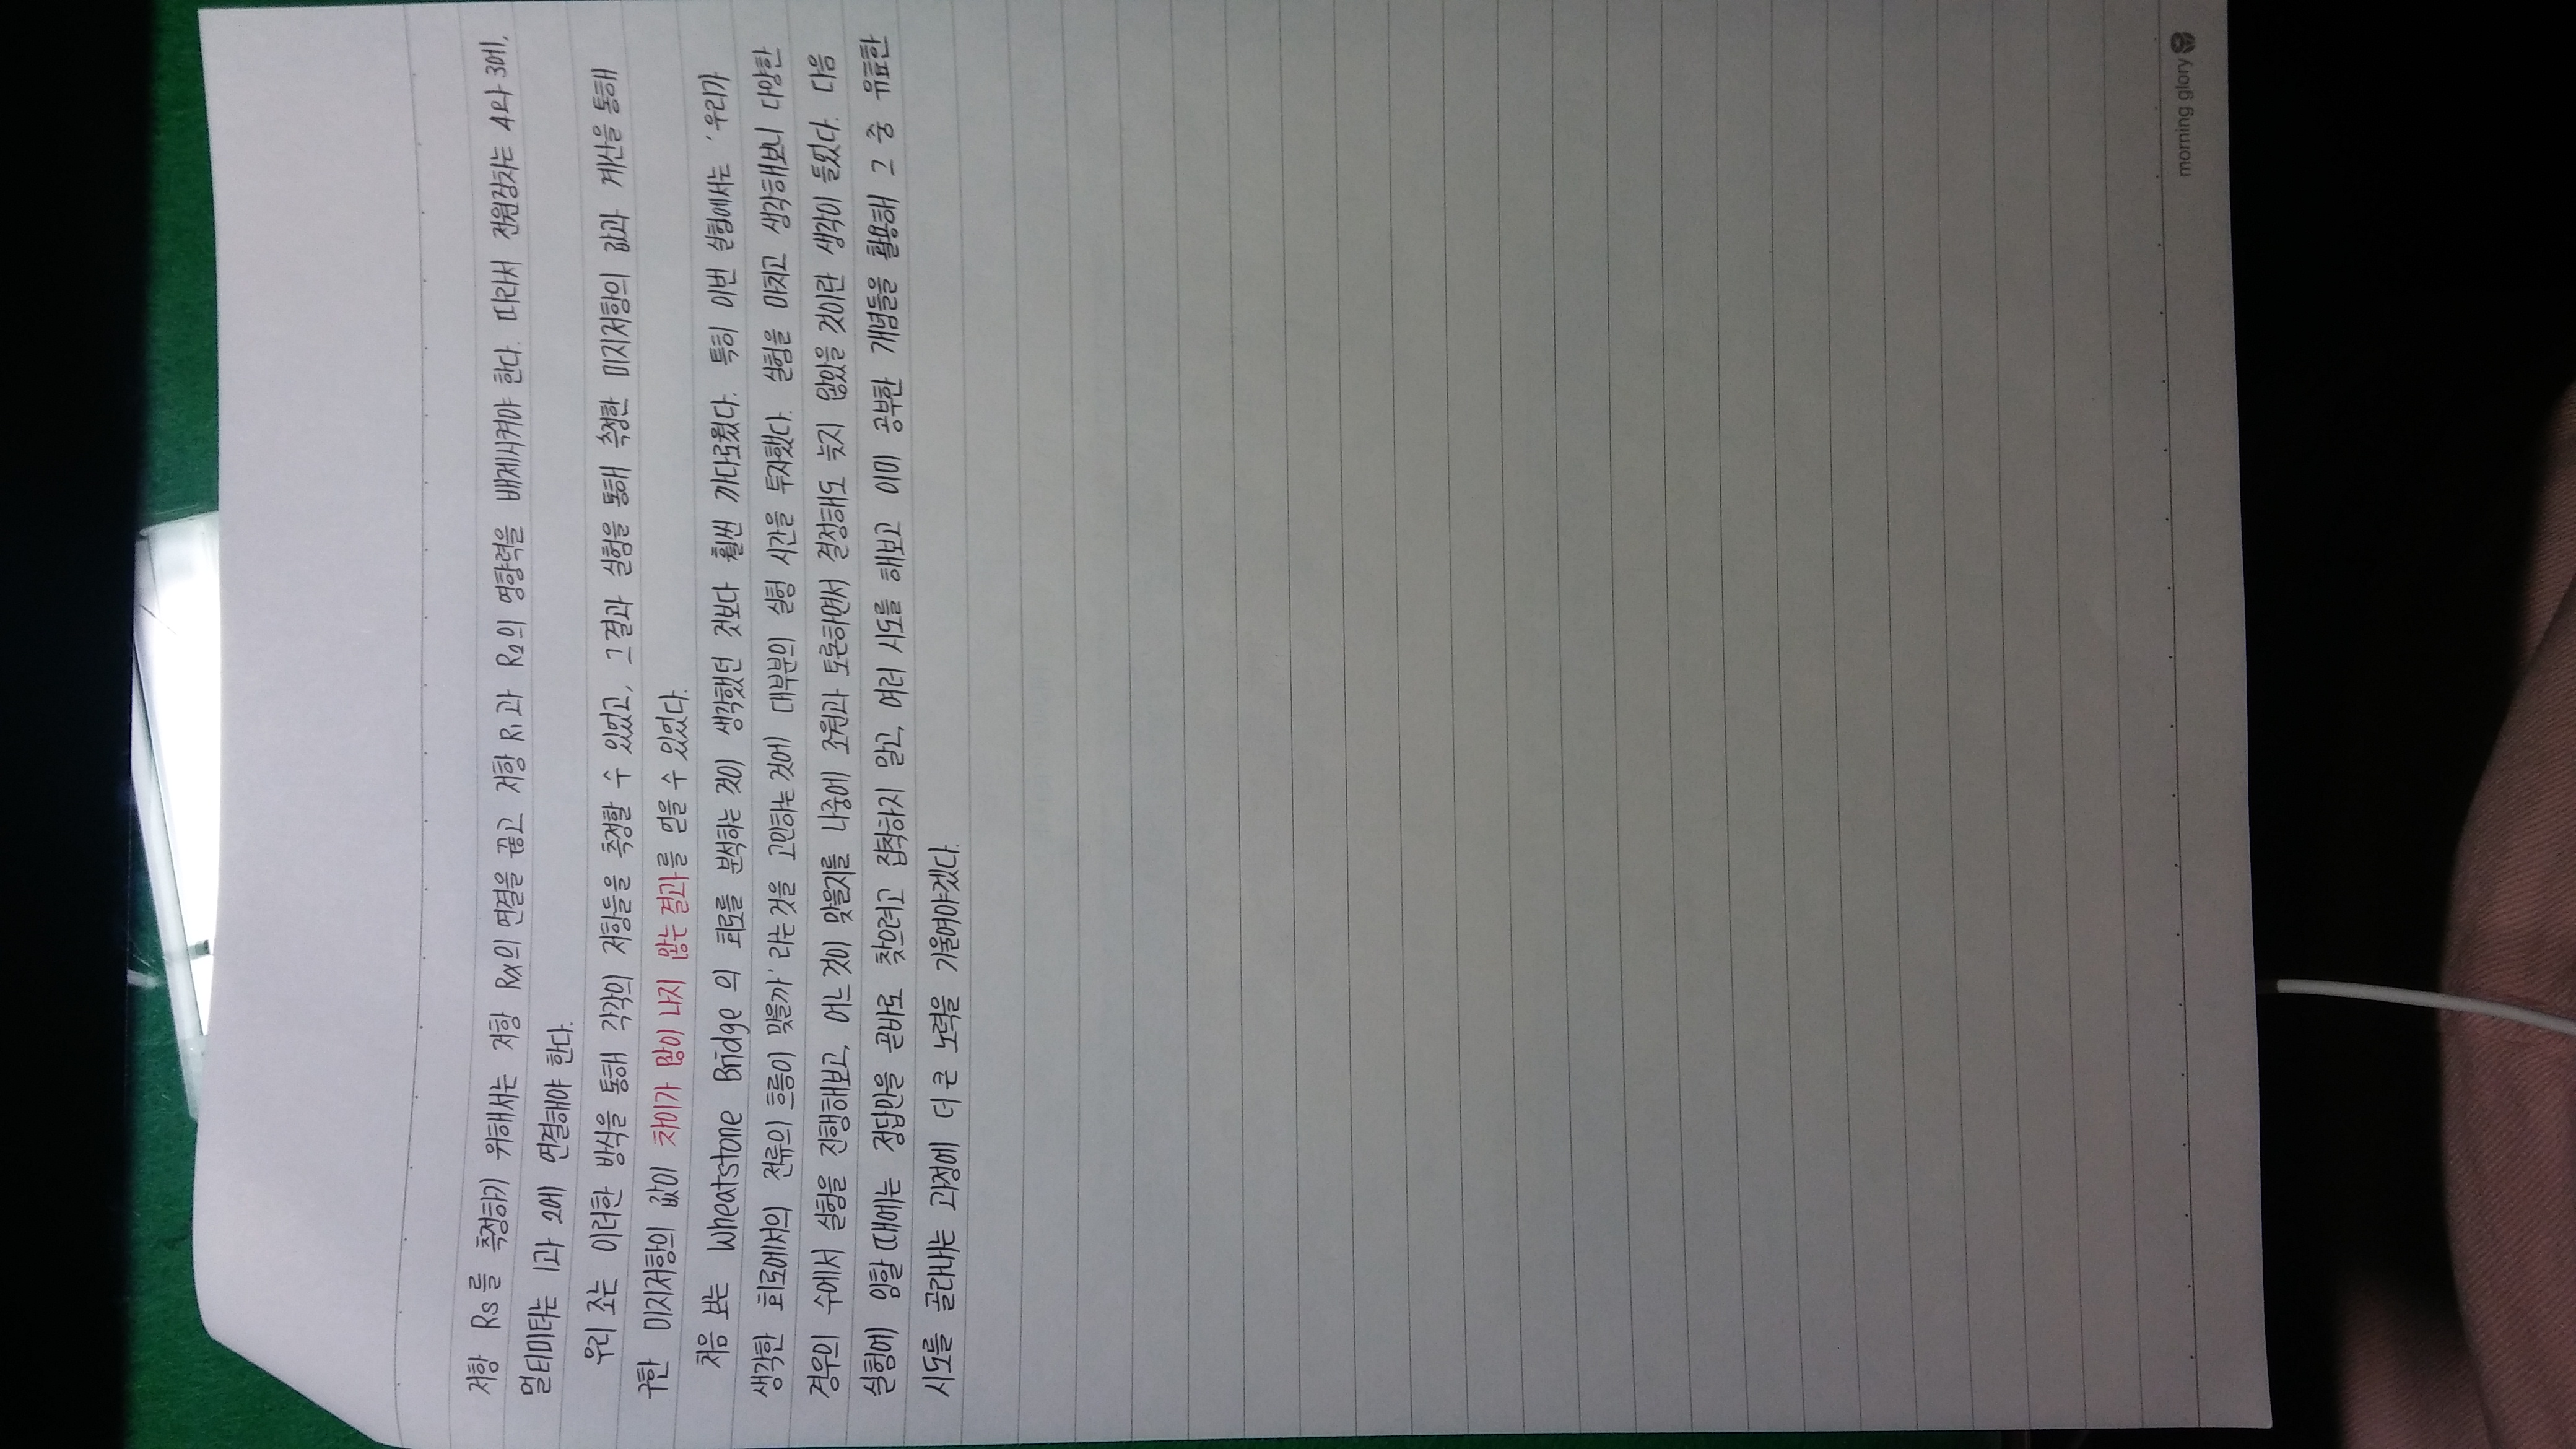 저항 Rs를 측정하기 위해서는 저항 Rx의 연결을 끊고 저항 R₁과 R₂의 영향력을 배제시켜야 한다. 따라서 전원장치는 4와 3에,
멀티미터는 1과 2에 연결해야 한다.
우리 조는 이러한 방식을 통해 각각의 저항들을 측정할 수 있었고, 그 결과 실험을 통해 측정한 미지저항의 값과 계산을 통해
구한 미지저항의 값이 차이가 많이 나지 않는 결과를 얻을 수 있었다.
처음 보는 Wheatstone Bridge의 회로를 분석하는 것이 생각했던 것보다 훨씬 까다로웠다. 특히 이번 실험에서는 '우리가
생각한 회로에서의 전류의 흐름이 맞을까' 라는 것을 고민하는 것에 대부분의 실험 시간을 투자했다. 실험을 마치고 생각해보니 다양한
경우의 수에서 실험을 진행해보고, 어느 것이 맞을지를 나중에 조원과 토론하면서 결정해도 늦지 않았을 것이란 생각이 들었다. 다음
실험에 임할 때에는 정답만을 곧바로 찾으려고 집착하지 말고, 여러 시도를 해보고 이미 공부한 개념들을 활용해 그 중 유효한
시도를 골라내는 과정에 더 큰 노력을 기울여야겠다.
morning glory